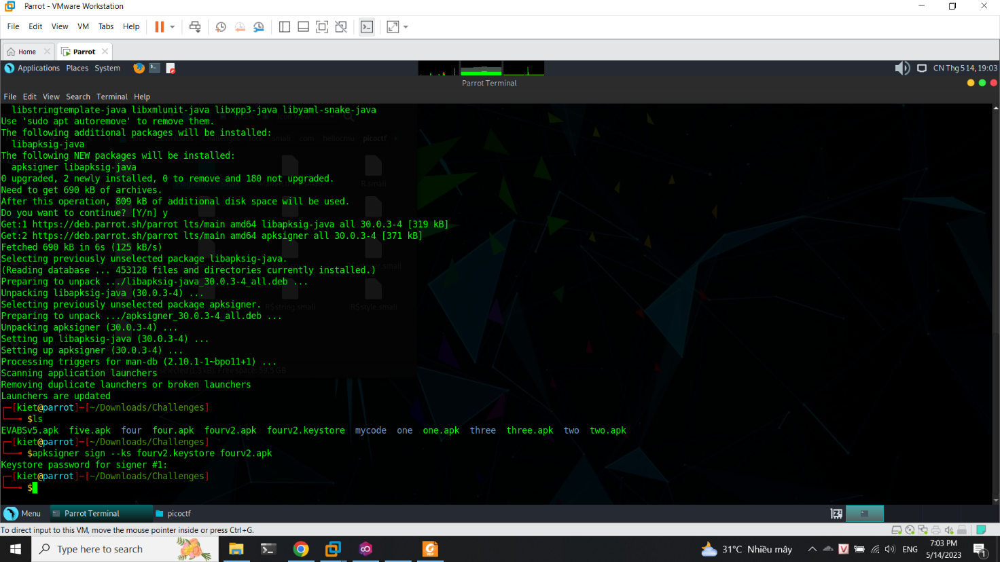 Parrot - VMware Workstation
File Edit View VM Tabs Help
Home
Parrot
Applications Places System
CN Thg 5 14, 19:03
Parrot Terminal
File Edit View Search Terminal Help
libstringtemplate-java libxmlunit-java libxpp3-java libyaml-snake-java
Use 'sudo apt autoremove' to remove them.
The following additional packages will be installed:
libapksig-java
The following NEW packages will be installed:
apksigner libapksig-java
0 upgraded, 2 newly installed, 0 to remove and 180 not upgraded.
Need to get 690 kB of archives.
After this operation, 809 kB of additional disk space will be used.
Do you want to continue? [Y/n] y
Get:1 https://deb.parrot.sh/parrot lts/main amd64 libapksig-java all 30.0.3-4 [319 kB]
Get:2 https://deb.parrot.sh/parrot lts/main amd64 apksigner all 30.0.3-4 [371 kB]
Fetched 690 kB in 6s (125 kB/s)
Selecting previously unselected package libapksig-java.
(Reading database ... 453128 files and directories currently installed.)
Preparing to unpack .../libapksig-java_30.0.3-4_all.deb ...
Unpacking libapksig-java (30.0.3-4) ...
Selecting previously unselected package apksigner.
Preparing to unpack .../apksigner_30.0.3-4_all.deb ...
Unpacking apksigner (30.0.3-4) ...
Setting up libapksig-java (30.0.3-4) ...
Setting up apksigner (30.0.3-4) ...
Processing triggers for man-db (2.10.1-1~bpo11+1) ...
Scanning application launchers
Removing duplicate launchers or broken launchers
Launchers are updated
[kiet@parrot]-[~/Downloads/Challenges]
$ls
EVABSv5.apk five.apk four four.apk fourv2.apk fourv2.keystore mycode one one.apk three three.apk two two.apk
[kiet@parrot]-[~/Downloads/Challenges]
$apksigner sign --ks fourv2.keystore fourv2.apk
Keystore password for signer #1:
[kiet@parrot]-[~/Downloads/Challenges]
$
smali com hellocmu picoctf
R.smali
R$string.smali
R$style.smali
Menu
Parrot Terminal
picoctf
To direct input to this VM, move the mouse pointer inside or press Ctrl+G.
Type here to search
31°C Nhiều mây
ENG
7:03 PM
5/14/2023
1